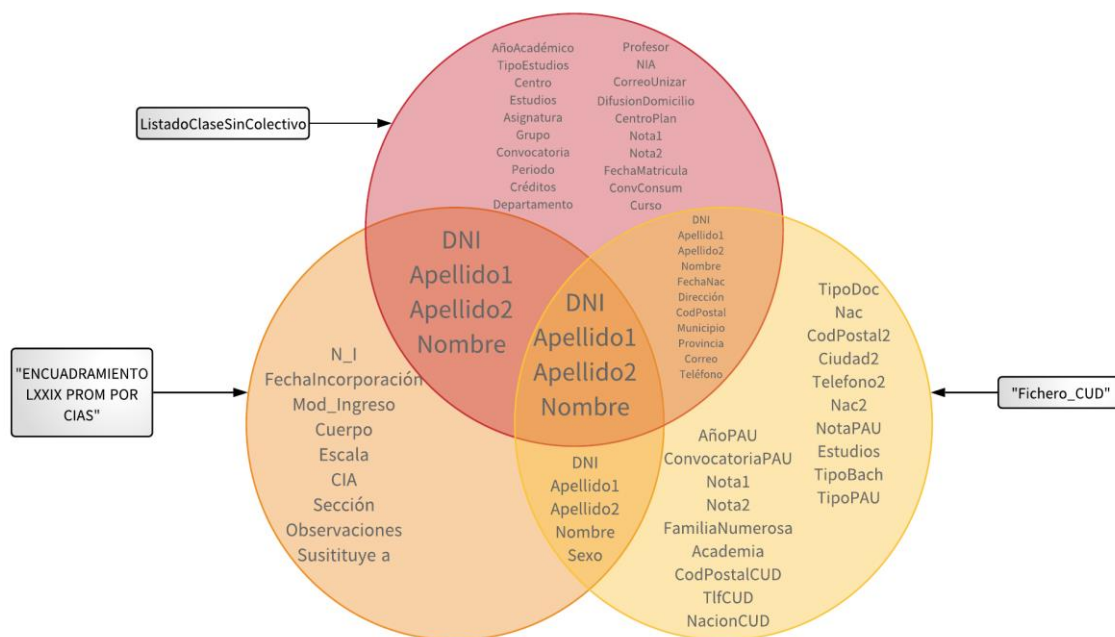 AñoAcadémico
TipoEstudios
Centro
Estudios
Asignatura
Grupo
Convocatoria
Periodo
Créditos
Departamento
Profesor
NIA
CorreoUnizar
DifusionDomicilio
CentroPlan
Nota1
Nota2
FechaMatricula
ConvConsum
Curso
ListadoClaseSinColectivo
DNI
Apellido1
Apellido2
Nombre
DNI
Apellido1
Apellido2
Nombre
FechaNac
Dirección
CodPostal
Municipio
Provincia
Correo
Teléfono
DNI
Apellido1
Apellido2
Nombre
"ENCUADRAMIENTO
LXXIX PROM POR
CIAS"
N_I
FechaIncorporación
Mod_Ingreso
Cuerpo
Escala
CIA
Sección
Observaciones
Susitituye a
DNI
Apellido1
Apellido2
Nombre
Sexo
AñoPAU
ConvocatoriaPAU
Nota1
Nota2
FamiliaNumerosa
Academia
CodPostalCUD
TlfCUD
NacionCUD
TipoDoc
Nac
CodPostal2
Ciudad2
Telefono2
Nac2
NotaPAU
Estudios
TipoBach
TipoPAU
"Fichero_CUD"